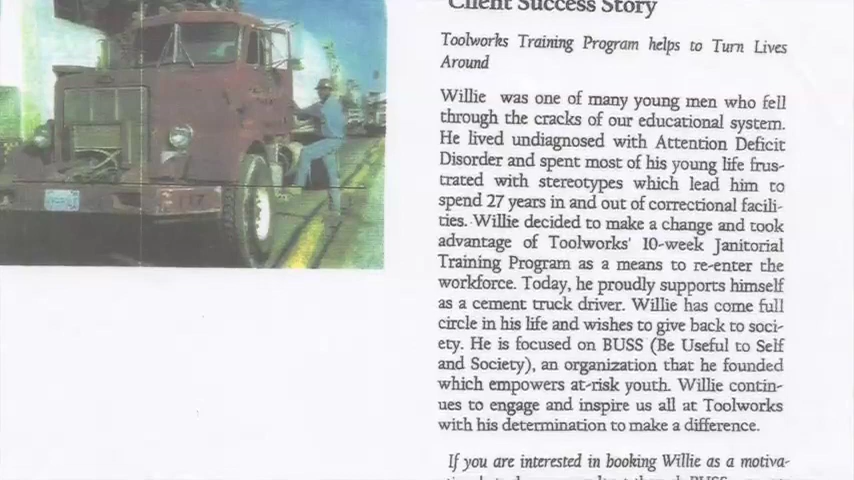 Client Success Story
Toolworks Training Program helps to Turn Lives
Around
Willie was one of many young men who fell
through the cracks of our educational system.
He lived undiagnosed with Attention Deficit
Disorder and spent most of his young life frus-
trated with stereotypes which lead him to
spend 27 years in and out of correctional facili-
ties. Willie decided to make a change and took
advantage of Toolworks' 10-week Janitorial
Training Program as a means to re-enter the
workforce. Today, he proudly supports himself
as a cement truck driver. Willie has come full
circle in his life and wishes to give back to soci-
ety. He is focused on BUSS (Be Useful to Self
and Society), an organization that he founded
which empowers at-risk youth. Willie contin-
ues to engage and inspire us all at Toolworks
with his determination to make a difference.
If you are interested in booking Willie as a motiva-